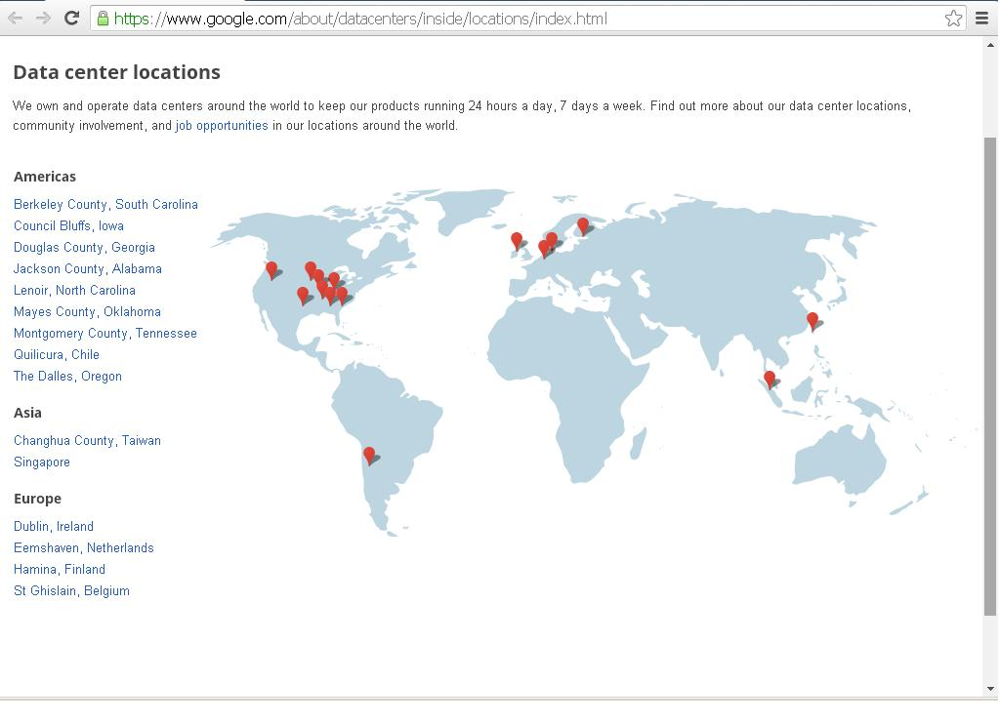 https://www.google.com/about/datacenters/inside/locations/index.html
Data center locations
We own and operate data centers around the world to keep our products running 24 hours a day, 7 days a week. Find out more about our data center locations,
community involvement, and job opportunities in our locations around the world.
Americas
Berkeley County, South Carolina
Council Bluffs, Iowa
Douglas County, Georgia
Jackson County, Alabama
Lenoir, North Carolina
Mayes County, Oklahoma
Montgomery County, Tennessee
Quilicura, Chile
The Dalles, Oregon
Asia
Changhua County, Taiwan
Singapore
Europe
Dublin, Ireland
Eemshaven, Netherlands
Hamina, Finland
St Ghislain, Belgium